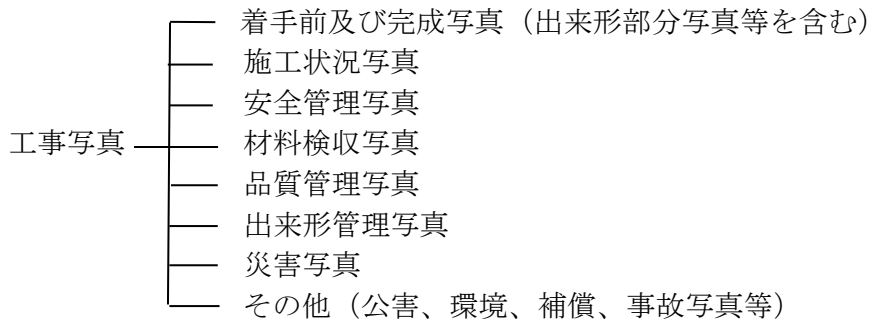 着手前及び完成写真（出来形部分写真等を含む）
施工状況写真
安全管理写真
工事写真 材料検収写真
品質管理写真
出来形管理写真
災害写真
その他（公害、環境、補償、事故写真等）